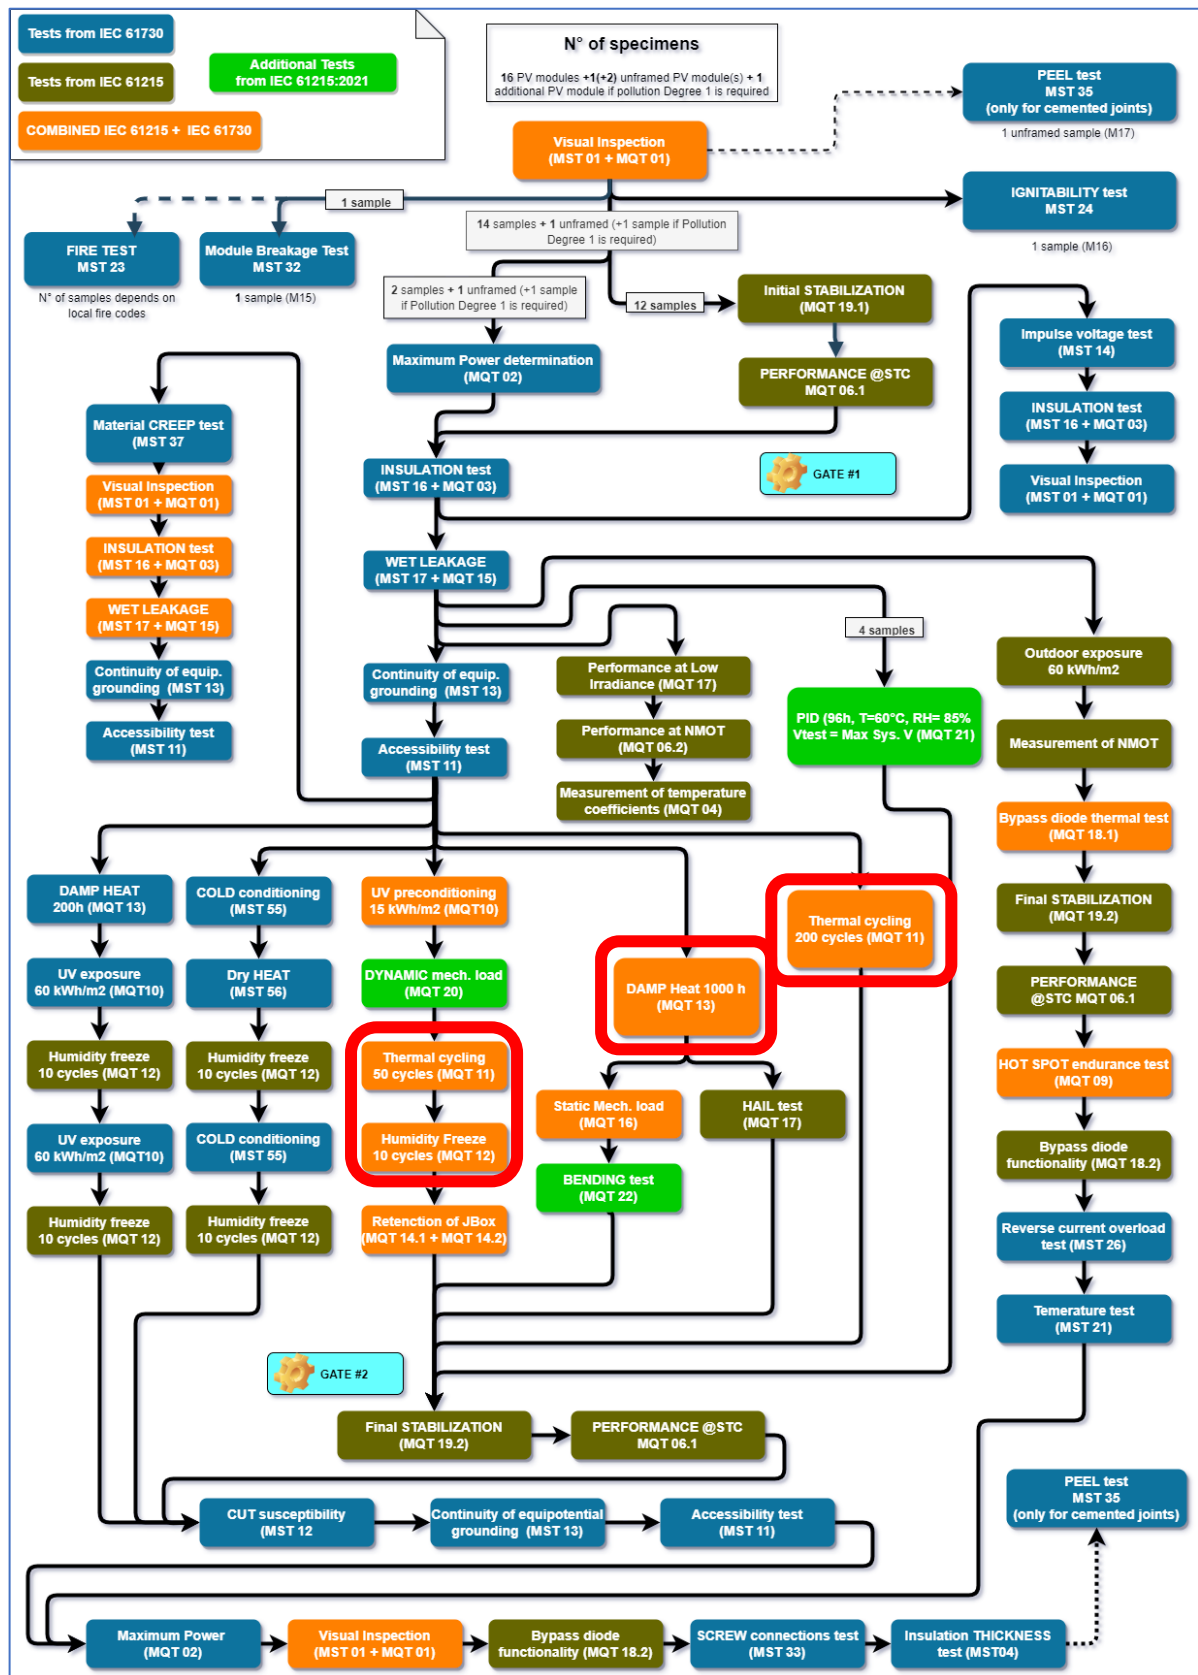 Tests from IEC 61730
Tests from IEC 61215
Additional Tests
from IEC 61215:2021
COMBINED IEC 61215 + IEC 61730
N° of specimens
16 PV modules +1(+2) unframed PV module(s) + 1
additional PV module if pollution Degree 1 is required
PEEL test
MST 35
(only for cemented joints)
1 unframed sample (M17)
Visual Inspection
(MST 01 + MQT 01)
1 sample
IGNITABILITY test
MST 24
1 sample (M16)
14 samples + 1 unframed (+1 sample if Pollution
Degree 1 is required)
FIRE TEST
MST 23
N° of samples depends on
local fire codes
Module Breakage Test
MST 32
1 sample (M15)
2 samples + 1 unframed (+1 sample
if Pollution Degree 1 is required)
12 samples
Initial STABILIZATION
(MQT 19.1)
Impulse voltage test
(MST 14)
Maximum Power determination
(MQT 02)
PERFORMANCE @STC
MQT 06.1
INSULATION test
(MST 16 + MQT 03)
Visual Inspection
(MST 01 + MQT 01)
Material CREEP test
(MST 37
Visual Inspection
(MST 01 + MQT 01)
INSULATION test
(MST 16 + MQT 03)
WET LEAKAGE
(MST 17 + MQT 15)
Continuity of equip.
grounding (MST 13)
Accessibility test
(MST 11)
INSULATION test
(MST 16 + MQT 03)
GATE #1
WET LEAKAGE
(MST 17 + MQT 15)
4 samples
Continuity of equip.
grounding (MST 13)
Accessibility test
(MST 11)
Performance at Low
Irradiance (MQT 17)
Performance at NMOT
(MQT 06.2)
Measurement of temperature
coefficients (MQT 04)
PID (96h, T=60°C, RH= 85%
Vtest = Max Sys. V (MQT 21)
Outdoor exposure
60 kWh/m2
Measurement of NMOT
Bypass diode thermal test
(MQT 18.1)
Final STABILIZATION
(MQT 19.2)
PERFORMANCE
@STC MQT 06.1
HOT SPOT endurance test
(MQT 09)
Bypass diode
functionality (MQT 18.2)
Reverse current overload
test (MST 26)
Temerature test
(MST 21)
DAMP HEAT
200h (MQT 13)
UV exposure
60 kWh/m2 (MQT10)
Humidity freeze
10 cycles (MQT 12)
UV exposure
60 kWh/m2 (MQT10)
Humidity freeze
10 cycles (MQT 12)
COLD conditioning
(MST 55)
Dry HEAT
(MST 56)
Humidity freeze
10 cycles (MQT 12)
COLD conditioning
(MST 55)
Humidity freeze
10 cycles (MQT 12)
UV preconditioning
15 kWh/m2 (MQT10)
DYNAMIC mech. load
(MQT 20)
Thermal cycling
50 cycles (MQT 11)
Humidity Freeze
10 cycles (MQT 12)
Retenction of JBox
(MQT 14.1 + MQT 14.2)
DAMP Heat 1000 h
(MQT 13)
Static Mech. load
(MQT 16)
BENDING test
(MQT 22)
HAIL test
(MQT 17)
Thermal cycling
200 cycles (MQT 11)
GATE #2
Final STABILIZATION
(MQT 19.2)
PERFORMANCE @STC
MQT 06.1
CUT susceptibility
(MST 12
Continuity of equipotential
grounding (MST 13)
Accessibility test
(MST 11)
PEEL test
MST 35
(only for cemented joints)
Maximum Power
(MQT 02)
Visual Inspection
(MST 01 + MQT 01)
Bypass diode
functionality (MQT 18.2)
SCREW connections test
(MST 33)
Insulation THICKNESS
test (MST04)